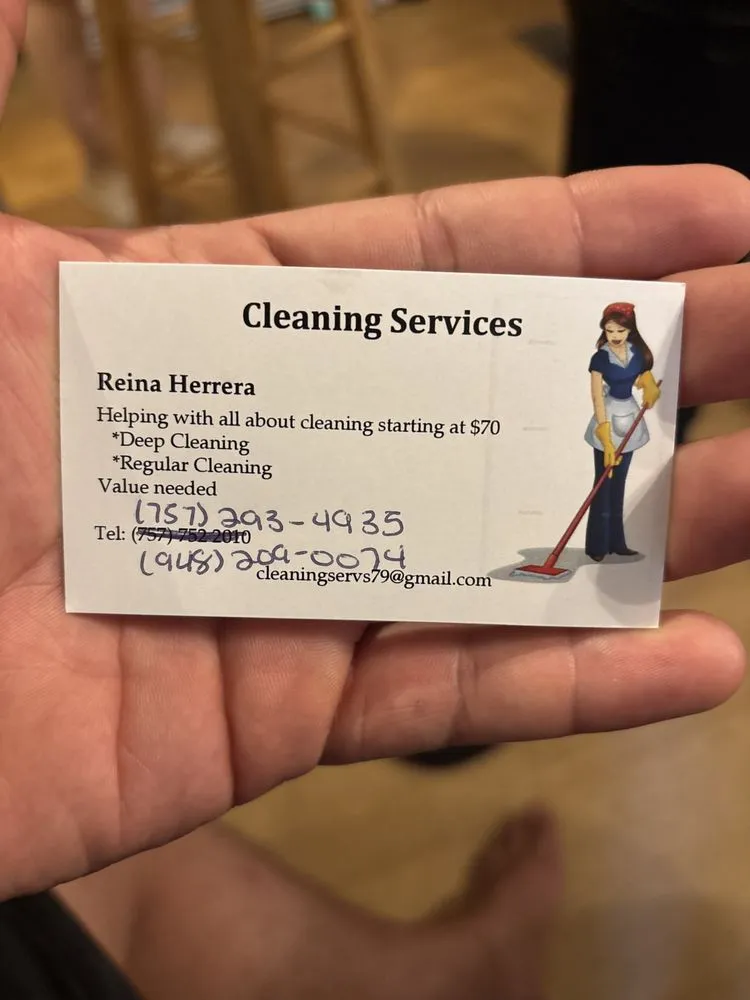 Cleaning Services
Reina Herrera
Helping with all about cleaning starting at $70
*Deep Cleaning
*Regular Cleaning
Value needed
(757) 293-4935
Tel: (757) 752 2010
(948) 209-0074
cleaningservs79@gmail.com